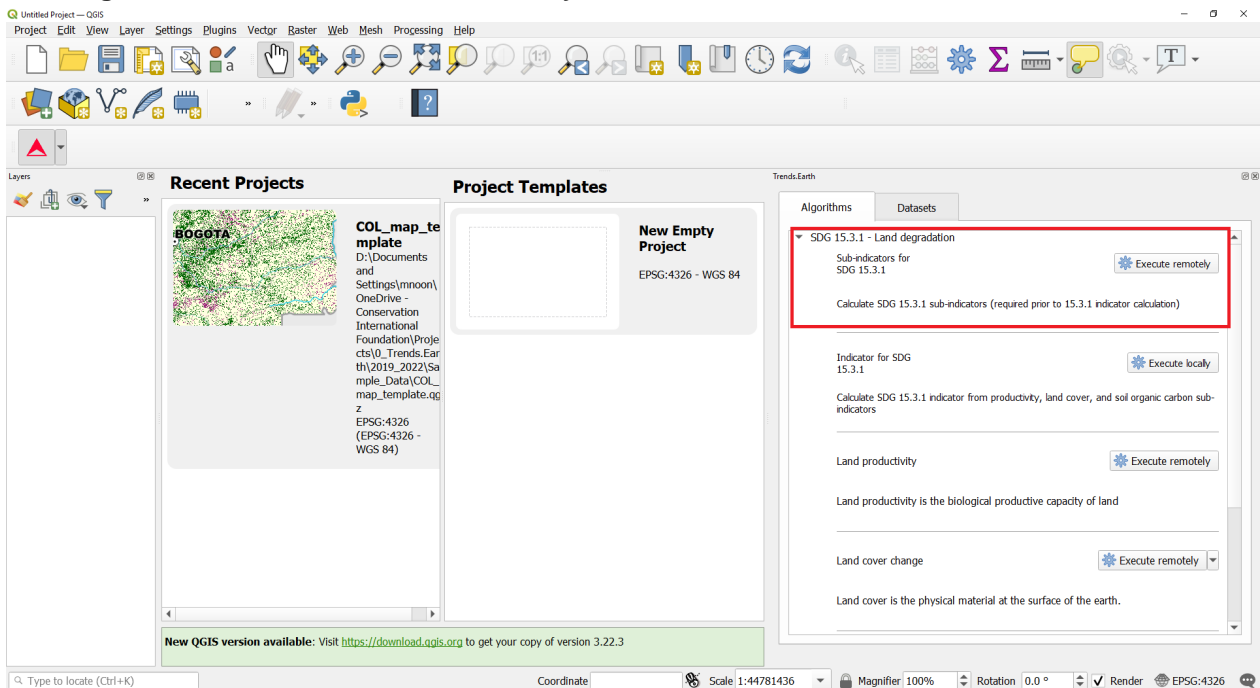 Untitled Project — QGIS
Project Edit View Layer Settings Plugins Vector Raster Web Mesh Processing Help
a
1:1
Σ
T
»
»
?
Layers
»
Recent Projects
BOGOTA
COL_map_te
mplate
D:\Documents
and
Settings\mnoon\
OneDrive -
Conservation
International
Foundation\Proje
cts\0_Trends.Ear
th\2019_2022\Sa
mple_Data\COL_
map_template.qg
z
EPSG:4326
(EPSG:4326 -
WGS 84)
Project Templates
New Empty
Project
EPSG:4326 - WGS 84
New QGIS version available: Visit https://download.qgis.org to get your copy of version 3.22.3
Trends.Earth
Algorithms Datasets
SDG 15.3.1 - Land degradation
Sub-indicators for
SDG 15.3.1
Execute remotely
Calculate SDG 15.3.1 sub-indicators (required prior to 15.3.1 indicator calculation)
Indicator for SDG
15.3.1
Execute locally
Calculate SDG 15.3.1 indicator from productivity, land cover, and soil organic carbon sub-
indicators
Land productivity
Execute remotely
Land productivity is the biological productive capacity of land
Land cover change
Execute remotely
Land cover is the physical material at the surface of the earth.
Type to locate (Ctrl+K)
Coordinate
Scale 1:44781436
Magnifier 100%
Rotation 0.0 °
Render
EPSG:4326